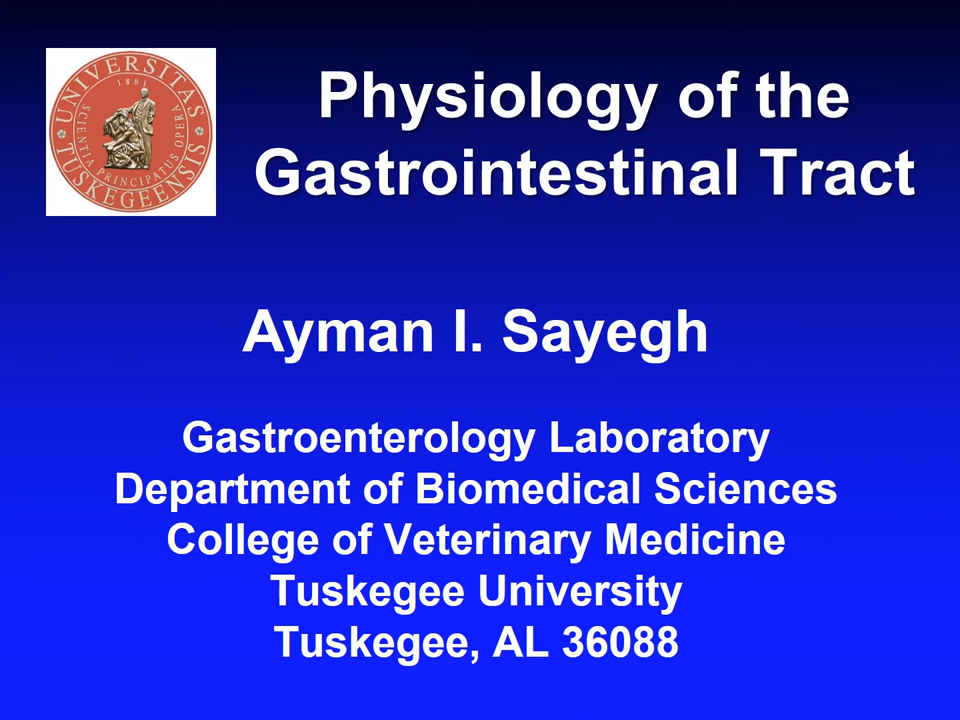 UNIVERSITAS TUSKEGEENSIS
1881
SCIENTIA PRINCIPATUS OPERA
Physiology of the
Gastrointestinal Tract
Ayman I. Sayegh
Gastroenterology Laboratory
Department of Biomedical Sciences
College of Veterinary Medicine
Tuskegee University
Tuskegee, AL 36088